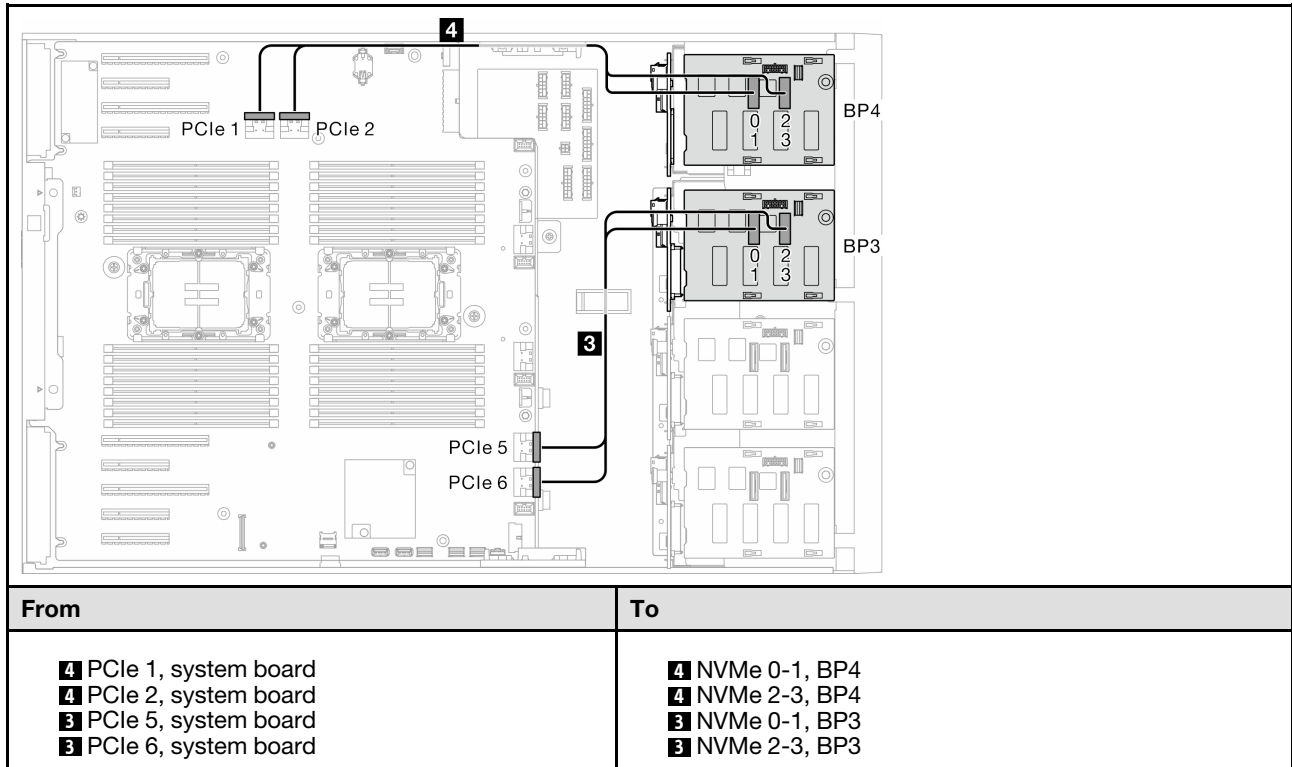 4
PCIe 1
PCIe 2
0
1
2
3
BP4
0
1
2
3
BP3
3
PCIe 5
PCIe 6
From
To
4 PCIe 1, system board
4 PCIe 2, system board
3 PCIe 5, system board
3 PCIe 6, system board
4 NVMe 0-1, BP4
4 NVMe 2-3, BP4
3 NVMe 0-1, BP3
3 NVMe 2-3, BP3